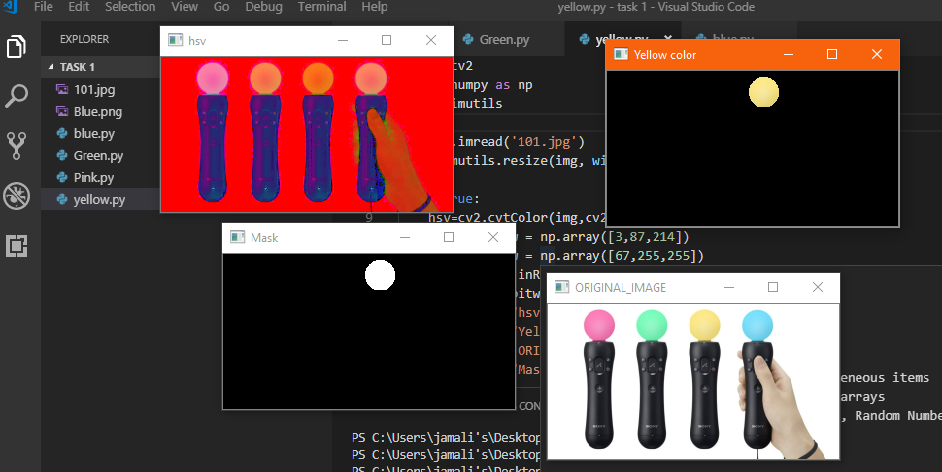 File Edit Selection View Go Debug Terminal Help yellow.py - task 1 - Visual Studio Code
EXPLORER
TASK 1
101.jpg
Blue.png
blue.py
Green.py
Pink.py
yellow.py
hsv
Green.py yellow.py blue.py
cv2
numpy as np
imutils
.imread('101.jpg')
mutils.resize(img, wi
rue:
9 hsv=cv2.cvtColor(img,cv2
= np.array([3,87,214])
= np.array([67,255,255])
inR
bitw
hsv
Yel
ORI
Mas
Yellow color
Mask
ORIGINAL_IMAGE
SONY
SONY
SONY
eneous items
arrays
, Random Numbe
CON
PS C:\Users\jamali's\Desktop
PS C:\Users\jamali's\Desktop
PS C:\Users\jamali's\Desktop